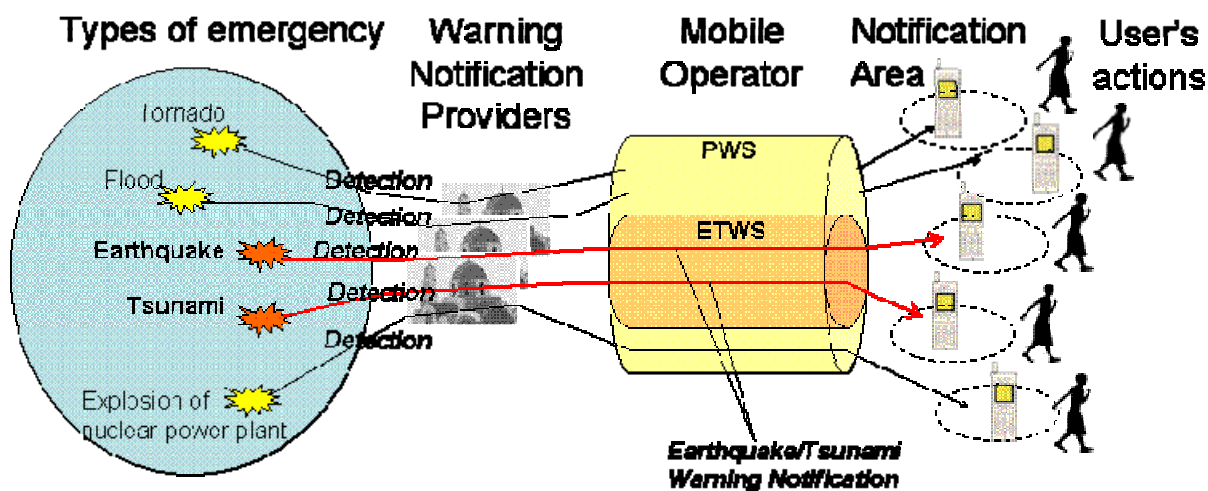 Types of emergency
Warning
Notification
Providers
Mobile
Operator
Notification
Area
User's
actions
Tornado
Flood
Earthquake
Tsunami
Explosion of
nuclear power plant
Detection
Detection
Detection
Detection
Detection
PWS
ETWS
Earthquake/Tsunami
Warning Notification